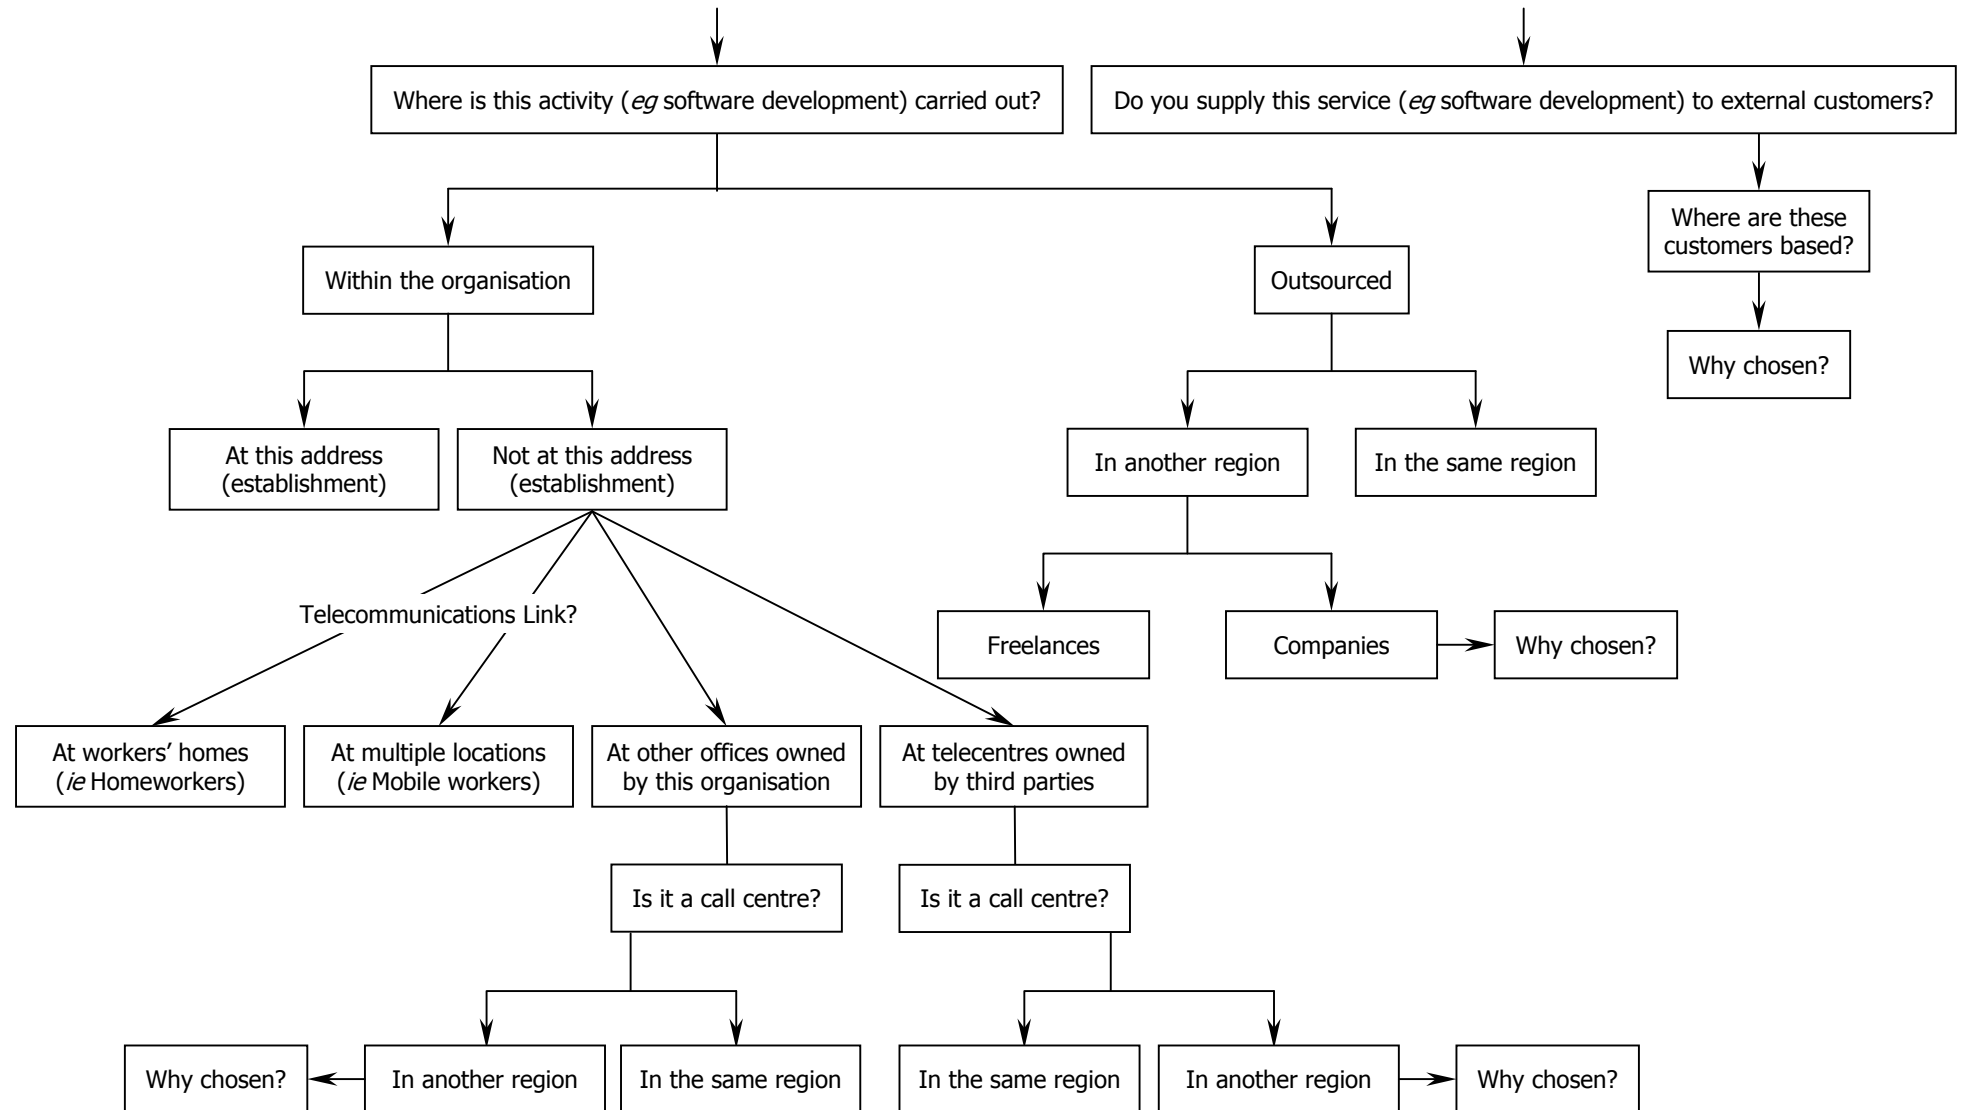 Where is this activity (eg software development) carried out?
Do you supply this service (eg software development) to external customers?
Where are these
customers based?
Within the organisation
Outsourced
Why chosen?
At this address
(establishment)
Not at this address
(establishment)
In another region
In the same region
Telecommunications Link?
Freelances
Companies
Why chosen?
At workers’ homes
(ie Homeworkers)
At multiple locations
(ie Mobile workers)
At other offices owned
by this organisation
At telecentres owned
by third parties
Is it a call centre?
Is it a call centre?
Why chosen?
In another region
In the same region
In the same region
In another region
Why chosen?